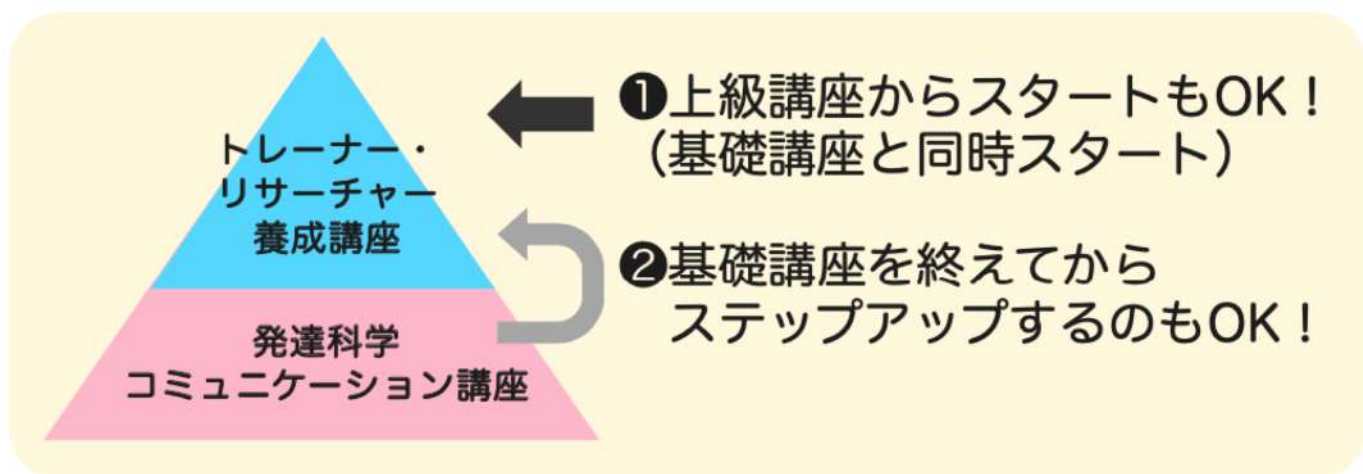 トレーナー・
リサーチャー
養成講座
発達科学
コミュニケーション講座
❶上級講座からスタートもOK！
（基礎講座と同時スタート）
❷基礎講座を終えてから
ステップアップするのもOK！